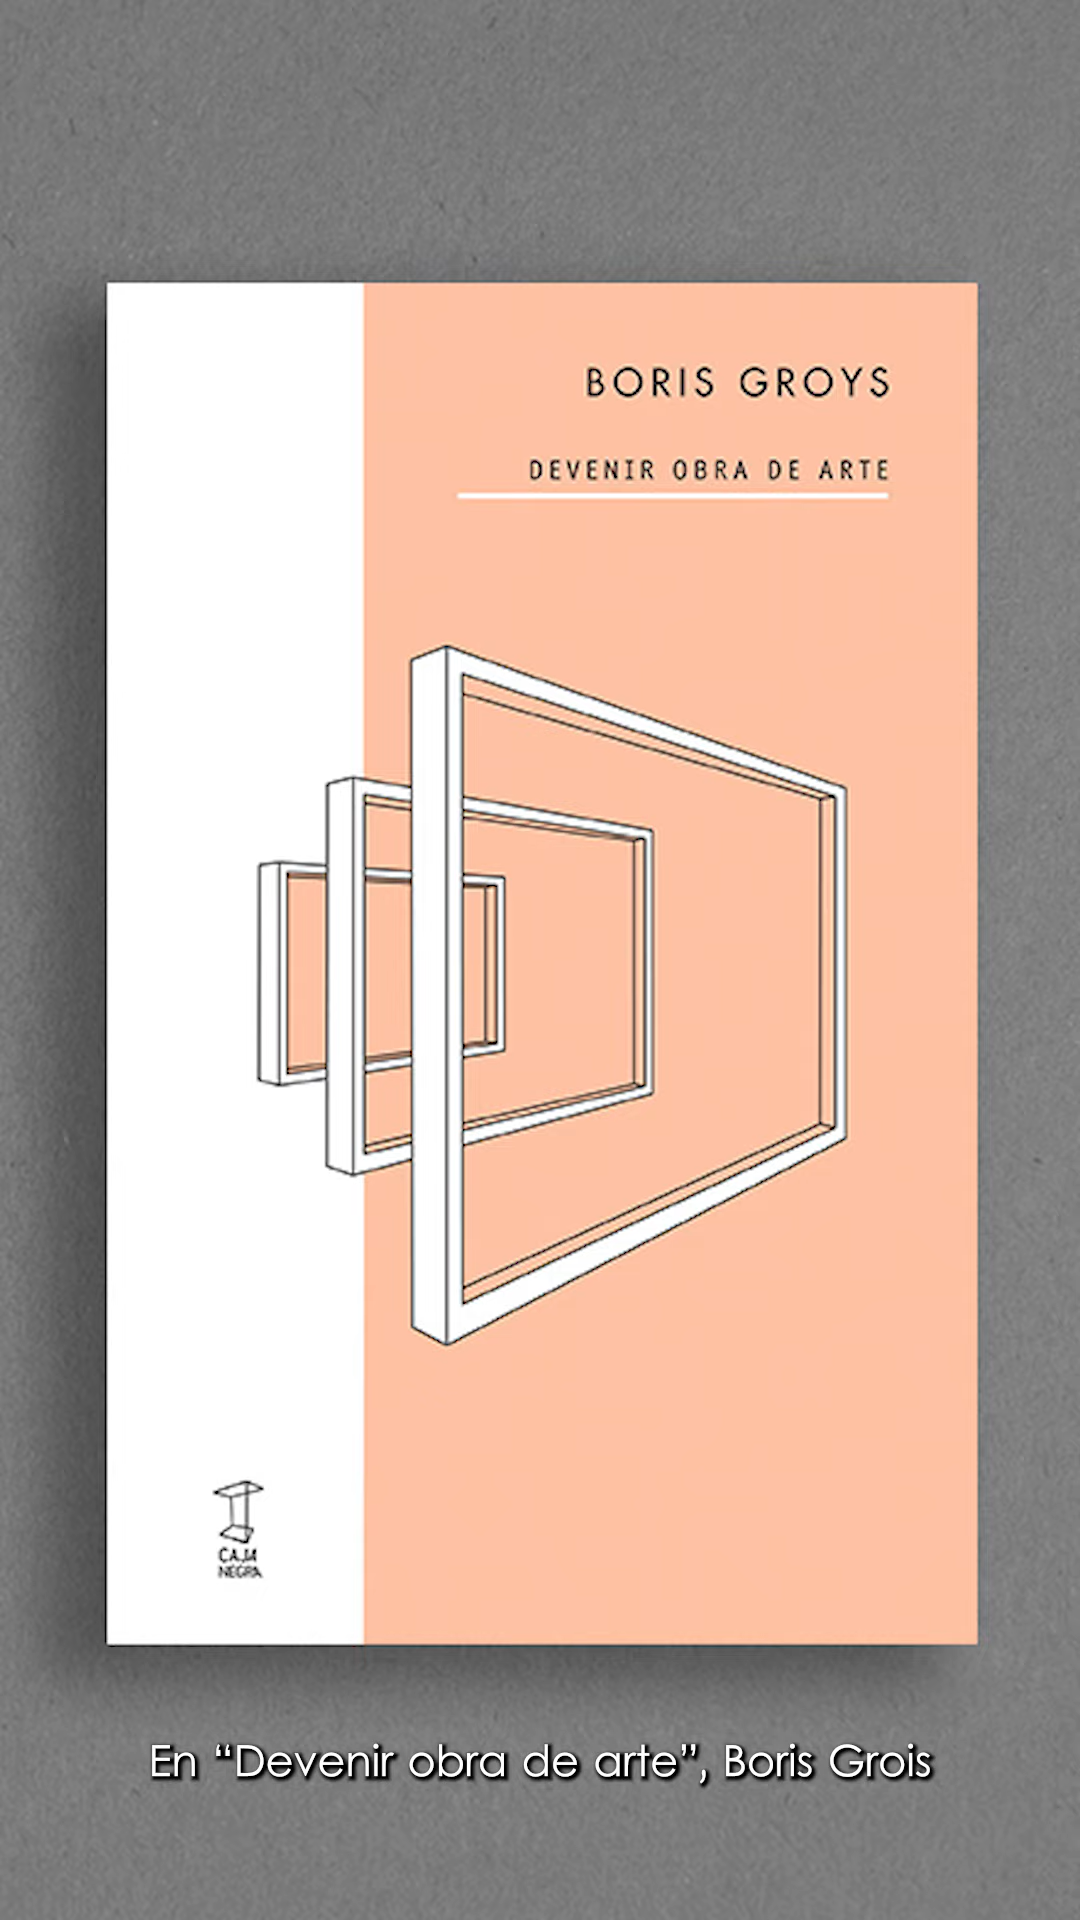 BORIS GROYS
DEVENIR OBRA DE ARTE
CAJA
NEGRA
En “Devenir obra de arte”, Boris Grois